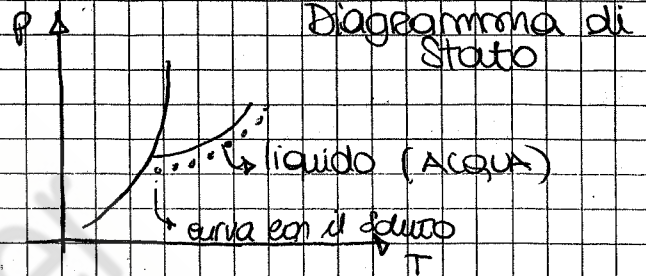 P
Diagramma di
Stato
liquido (ACQUA)
curva con il soluto
T